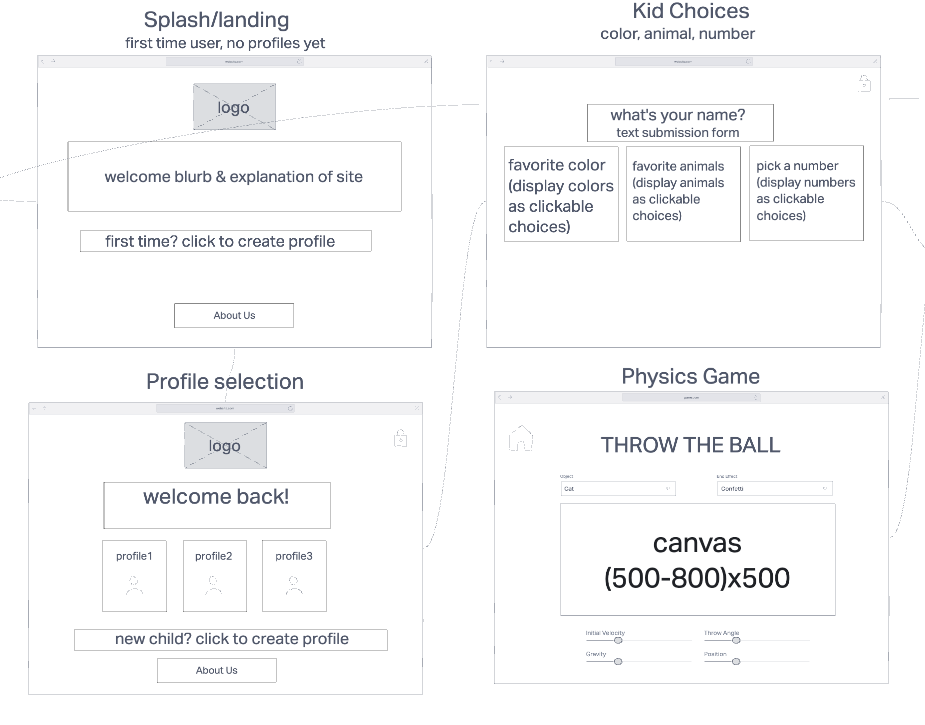 Splash/landing
first time user, no profiles yet
logo
welcome blurb & explanation of site
first time? click to create profile
About Us
Kid Choices
color, animal, number
what's your name?
text submission form
favorite color
(display colors
as clickable
choices)
favorite animals
(display animals
as clickable
choices)
pick a number
(display numbers
as clickable
choices)
Profile selection
logo
welcome back!
profile1
profile2
profile3
new child? click to create profile
About Us
Physics Game
THROW THE BALL
Object
Cat
End Effect
Confetti
canvas
(500-800)x500
Initial Velocity
Throw Angle
Gravity
Position